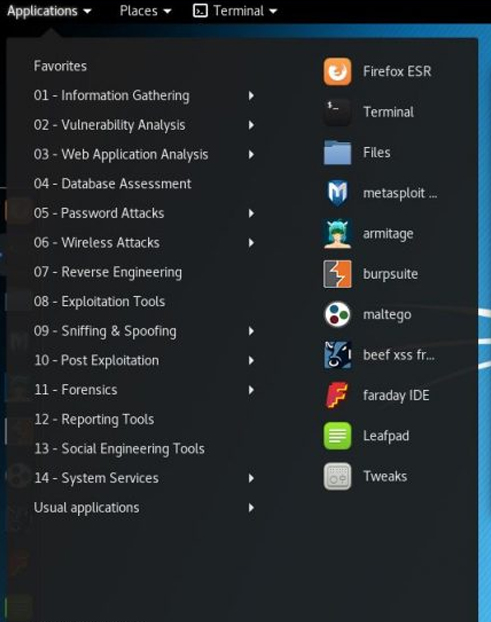 Applications Places Terminal
Favorites
01 - Information Gathering
02 - Vulnerability Analysis
03 - Web Application Analysis
04 - Database Assessment
05 - Password Attacks
06 - Wireless Attacks
07 - Reverse Engineering
08 - Exploitation Tools
09 - Sniffing & Spoofing
10 - Post Exploitation
11 - Forensics
12 - Reporting Tools
13 - Social Engineering Tools
14 - System Services
Usual applications
Firefox ESR
Terminal
Files
metasploit ...
armitage
burpsuite
maltego
beef xss fr...
faraday IDE
Leafpad
Tweaks